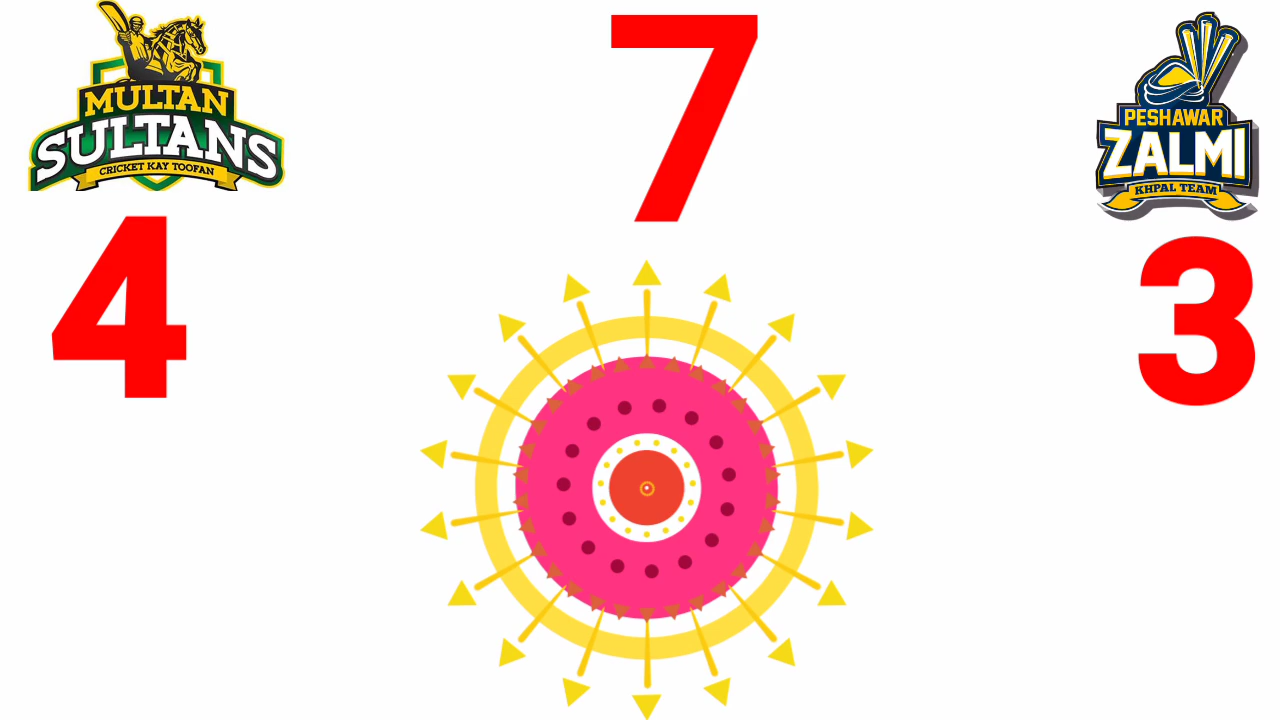 MULTAN
SULTANS
CRICKET KAY TOOFAN
4
7
PESHAWAR
ZALMI
KHPAL TEAM
3